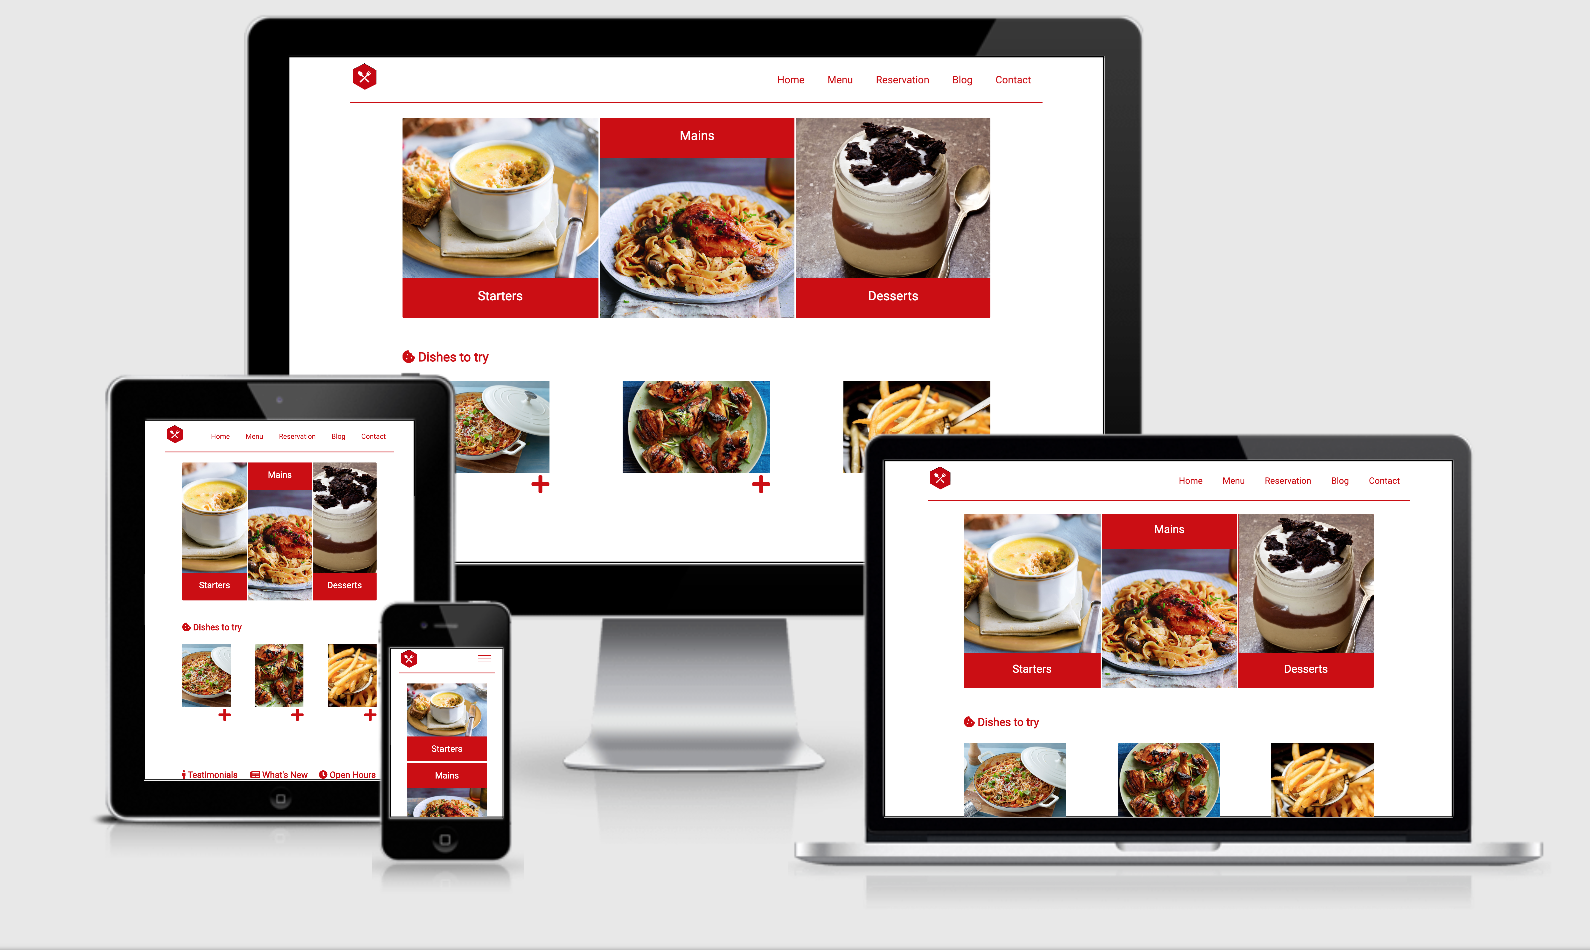 Home Menu Reservation Blog Contact
Mains
Starters
Desserts
Dishes to try
Home Menu Reservation Blog Contact
Mains
Starters
Desserts
Dishes to try
Testimonials What's New Open Hours
Starters
Mains
Home Menu Reservation Blog Contact
Mains
Starters
Desserts
Dishes to try